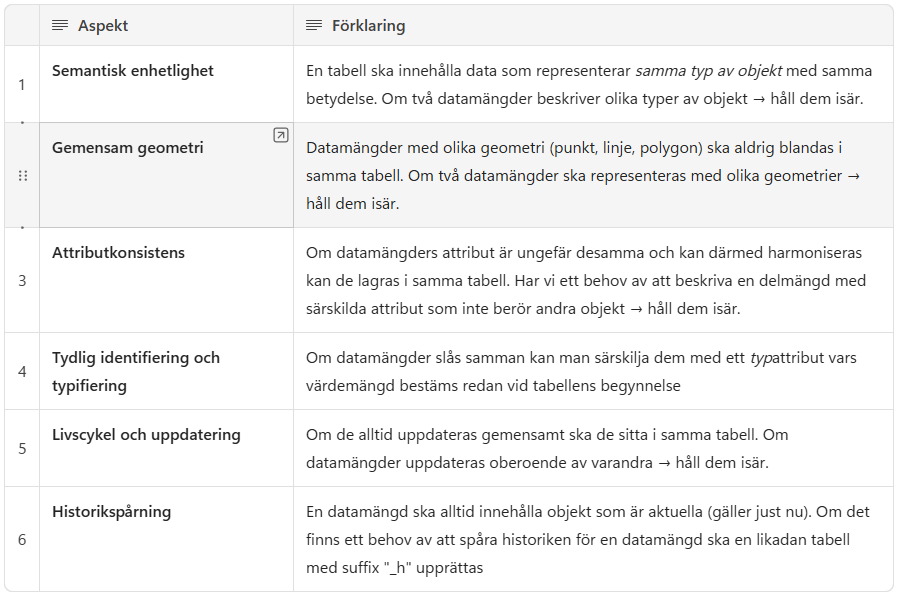 Aspekt
Förklaring
1
Semantisk enhetlighet
En tabell ska innehålla data som representerar samma typ av objekt med samma
betydelse. Om två datamängder beskriver olika typer av objekt → håll dem isär.
Gemensam geometri
Datamängder med olika geometri (punkt, linje, polygon) ska aldrig blandas i
samma tabell. Om två datamängder ska representeras med olika geometrier →
håll dem isär.
3
Attributkonsistens
Om datamängders attribut är ungefär desamma och kan därmed harmoniseras
kan de lagras i samma tabell. Har vi ett behov av att beskriva en delmängd med
särskilda attribut som inte berör andra objekt → håll dem isär.
4
Tydlig identifiering och
typifiering
Om datamängder slås samman kan man särskilja dem med ett typattribut vars
värdemängd bestäms redan vid tabellens begynnelse
5
Livscykel och uppdatering
Om de alltid uppdateras gemensamt ska de sitta i samma tabell. Om
datamängder uppdateras oberoende av varandra → håll dem isär.
6
Historikspårning
En datamängd ska alltid innehålla objekt som är aktuella (gäller just nu). Om det
finns ett behov av att spåra historiken för en datamängd ska en likadan tabell
med suffix "_h" upprättas